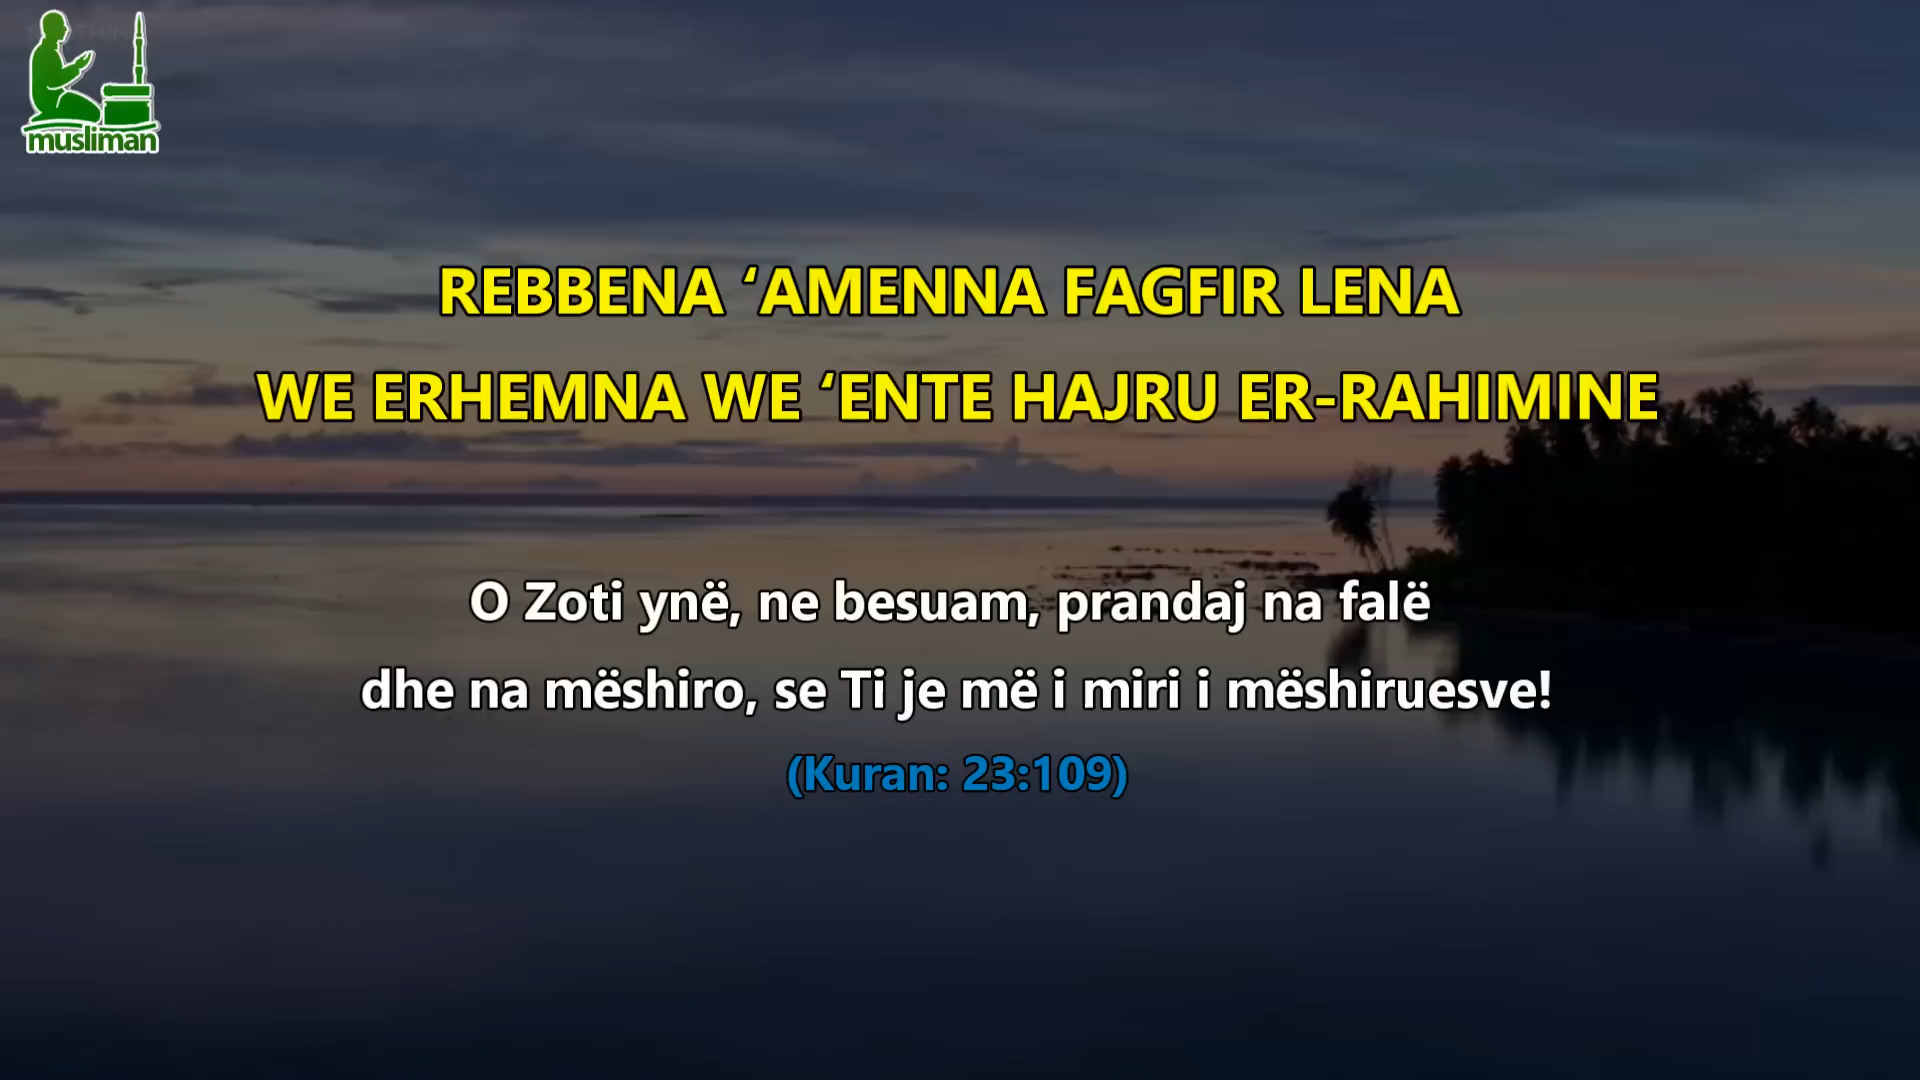 musliman
REBBENA ‘AMENNA FAGFIR LENA
WE ERHEMNA WE ‘ENTE HAJRU ER-RAHIMINE
O Zoti ynë, ne besuam, prandaj na falë
dhe na mëshiro, se Ti je më i miri i mëshiruesve!
(Kuran: 23:109)